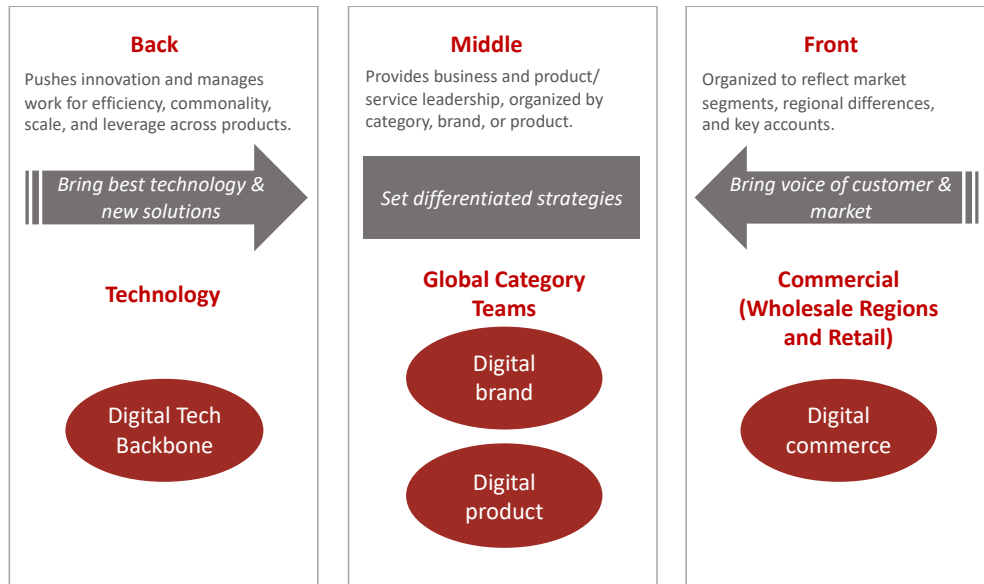 Back
Pushes innovation and manages
work for efficiency, commonality,
scale, and leverage across products.
Bring best technology &
new solutions
Technology
Digital Tech
Backbone
Middle
Provides business and product/
service leadership, organized by
category, brand, or product.
Set differentiated strategies
Global Category
Teams
Digital
brand
Digital
product
Front
Organized to reflect market
segments, regional differences,
and key accounts.
Bring voice of customer &
market
Commercial
(Wholesale Regions
and Retail)
Digital
commerce